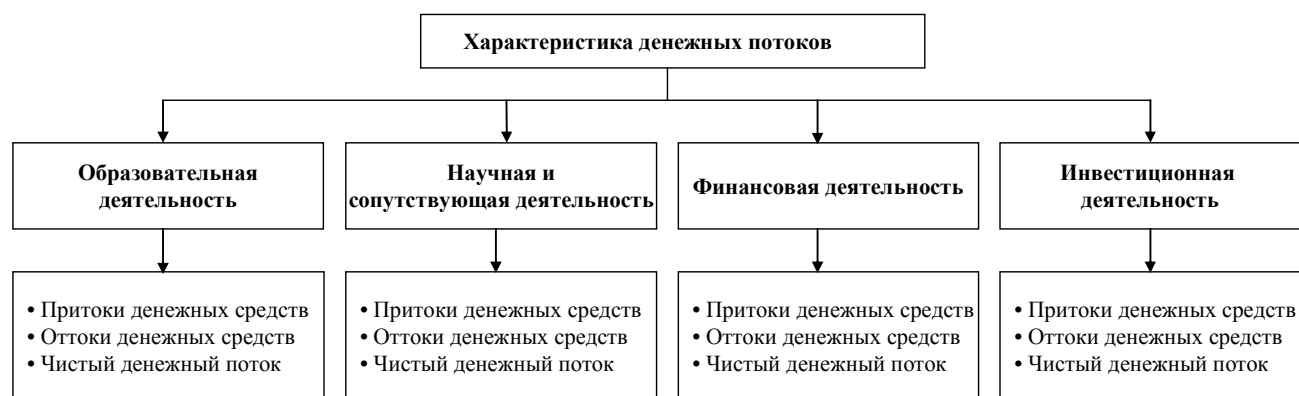 Характеристика денежных потоков
Образовательная
деятельность
Научная и
сопутствующая деятельность
Финансовая деятельность
Инвестиционная
деятельность
• Притоки денежных средств
• Оттоки денежных средств
• Чистый денежный поток
• Притоки денежных средств
• Оттоки денежных средств
• Чистый денежный поток
• Притоки денежных средств
• Оттоки денежных средств
• Чистый денежный поток
• Притоки денежных средств
• Оттоки денежных средств
• Чистый денежный поток